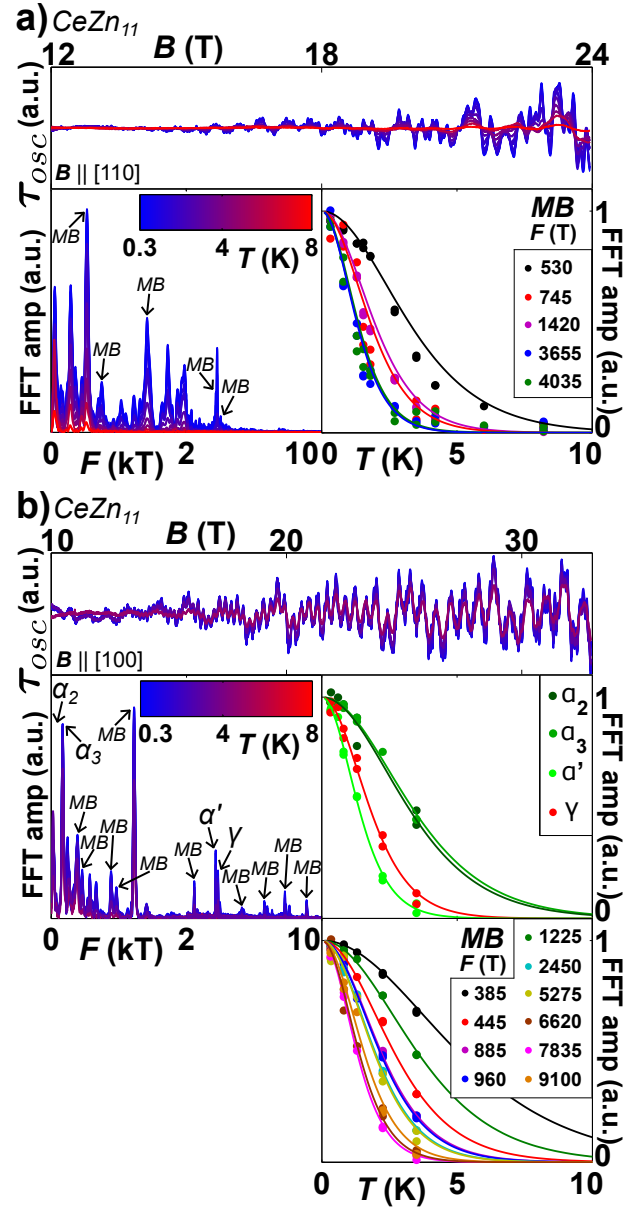 a) CeZn11
B (T)
12 18 24
τosc (a.u.)
B || [110]
FFT amp (a.u.)
MB
MB
MB
MB
MB
0.3 4 8
T (K)
0 2 10
F (kT)
MB
F (T)
530
745
1420
3655
4035
1
0
FFT amp (a.u.)
0 5 10
T (K)
b) CeZn11
B (T)
10 20 30
τosc (a.u.)
B || [100]
FFT amp (a.u.)
α2
α3
MB
MB
MB
MB
MB
α'
γ
MB
MB
MB
MB
MB
0.3 4 8
T (K)
0 2 10
F (kT)
α2
α3
α'
γ
1
0
FFT amp (a.u.)
MB
F (T)
385
445
885
960
1225
2450
5275
6620
7835
9100
1
0
FFT amp (a.u.)
0 5 10
T (K)